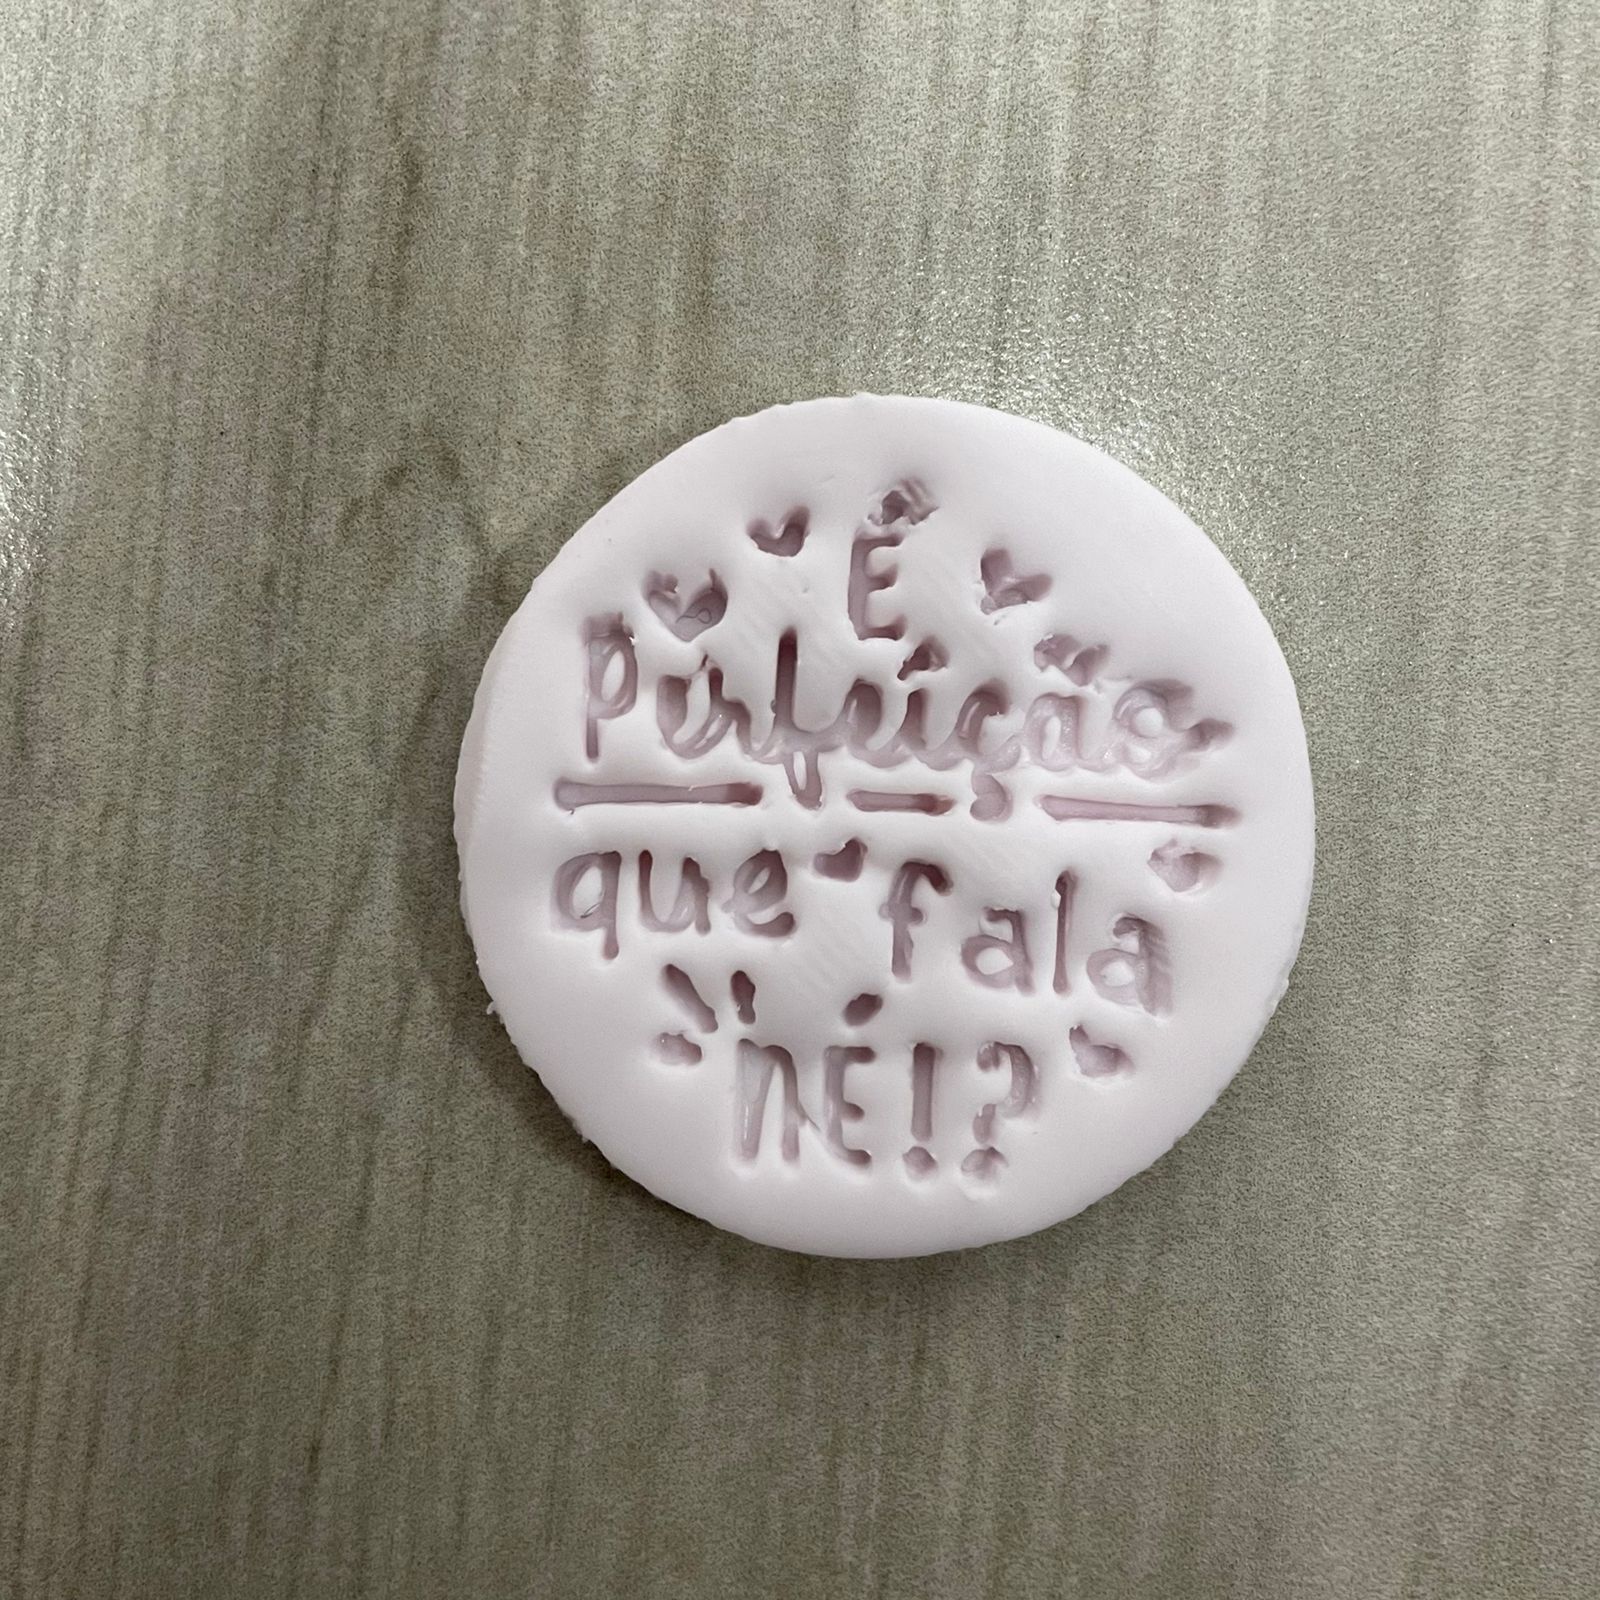 É
Perfeição
que fala
NÉ!?